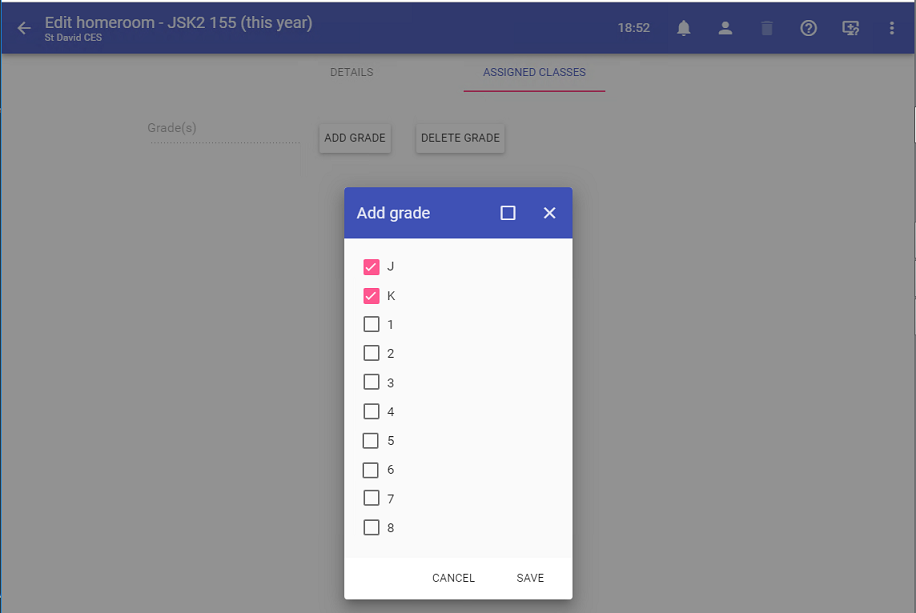 Edit homeroom - JSK2 155 (this year)
St David CES
18:52
DETAILS
ASSIGNED CLASSES
Grade(s)
ADD GRADE
DELETE GRADE
Add grade
J
K
1
2
3
4
5
6
7
8
CANCEL
SAVE